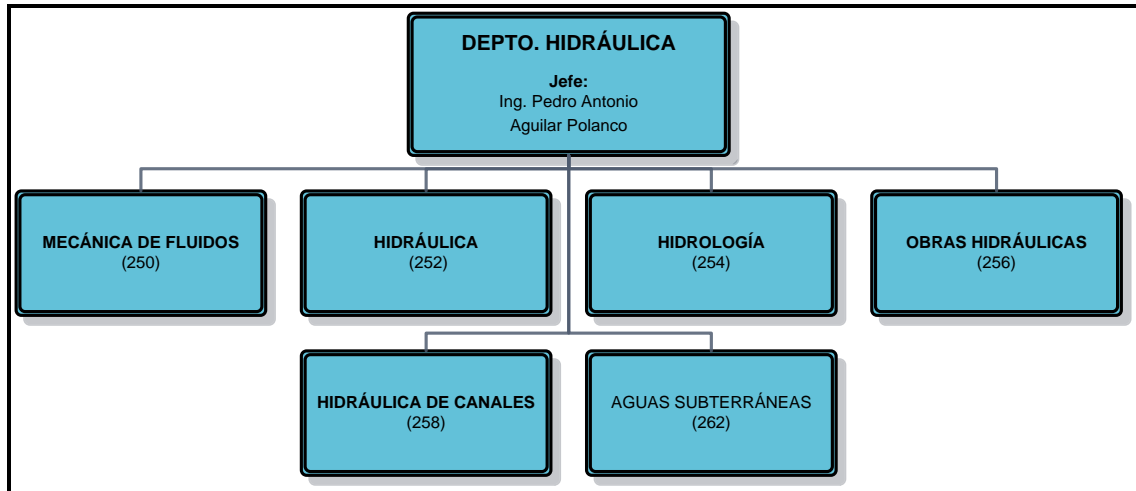 DEPTO. HIDRÁULICA
Jefe:
Ing. Pedro Antonio
Aguilar Polanco
MECÁNICA DE FLUIDOS
(250)
HIDRÁULICA
(252)
HIDROLOGÍA
(254)
OBRAS HIDRÁULICAS
(256)
HIDRÁULICA DE CANALES
(258)
AGUAS SUBTERRÁNEAS
(262)